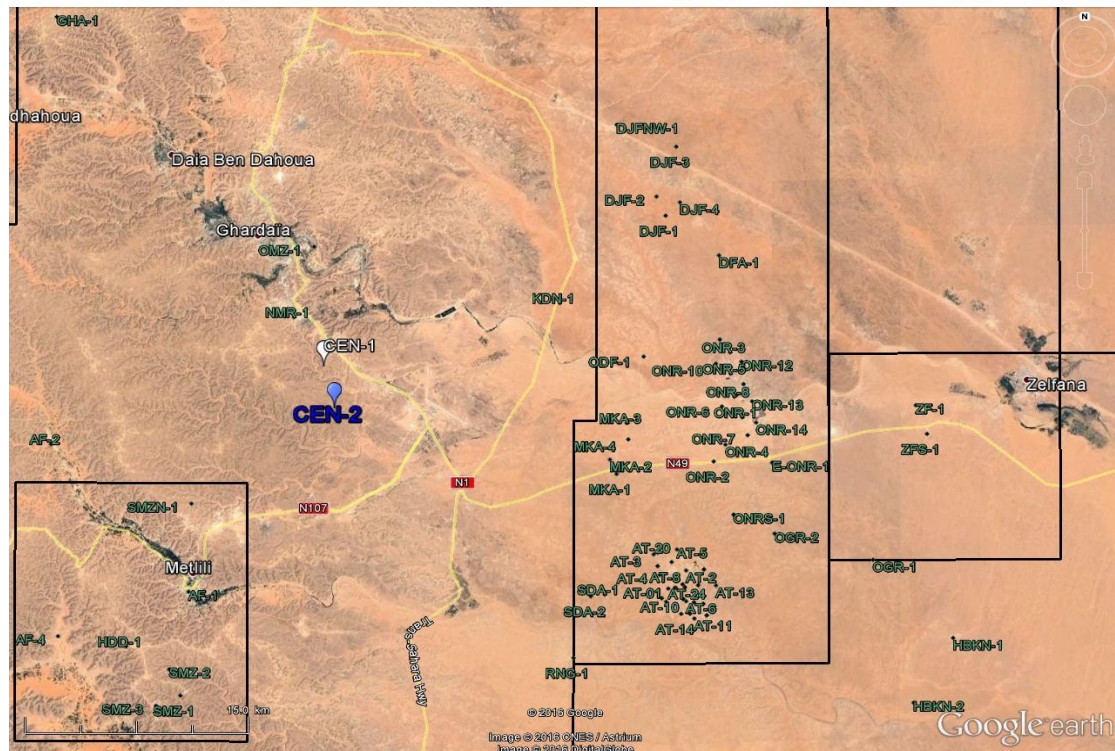 GHA-1
N
dhahoua
Daia Ben Dahoua
DJFNW-1
DJF-3
DJF-2
DJF-4
DJF-1
Ghardaïa
OMZ-1
DFA-1
KDN-1
NMR-1
CEN-1
ONR-3
ODF-1
ONR-10
ONR-5
ONR-12
Zelfana
ONR-8
CEN-2
ONR-6
ONR-1
ONR-13
ZF-1
MKA-3
ONR-14
AF-2
MKA-4
ONR-7
ONR-4
ZFS-1
MKA-2
N49
ONR-2
E-ONR-1
N1
MKA-1
SMZN-1
N107
ONRS-1
OGR-2
AT-20
AT-5
AT-3
Metlili
OGR-1
AT-4
AT-8
AT-2
SDA-1
AT-01
AT-24
AT-13
AF-1
SDA-2
AT-10
AT-6
AT-14
AT-11
AF-4
HDD-1
Trans-Sahara Hwy
HBKN-1
SMZ-2
RNG-1
SMZ-3
SMZ-1
15.0 km
HBKN-2
© 2016 Google
Image © 2016 CNES / Astrium
Image © 2016 DigitalGlobe
Google earth